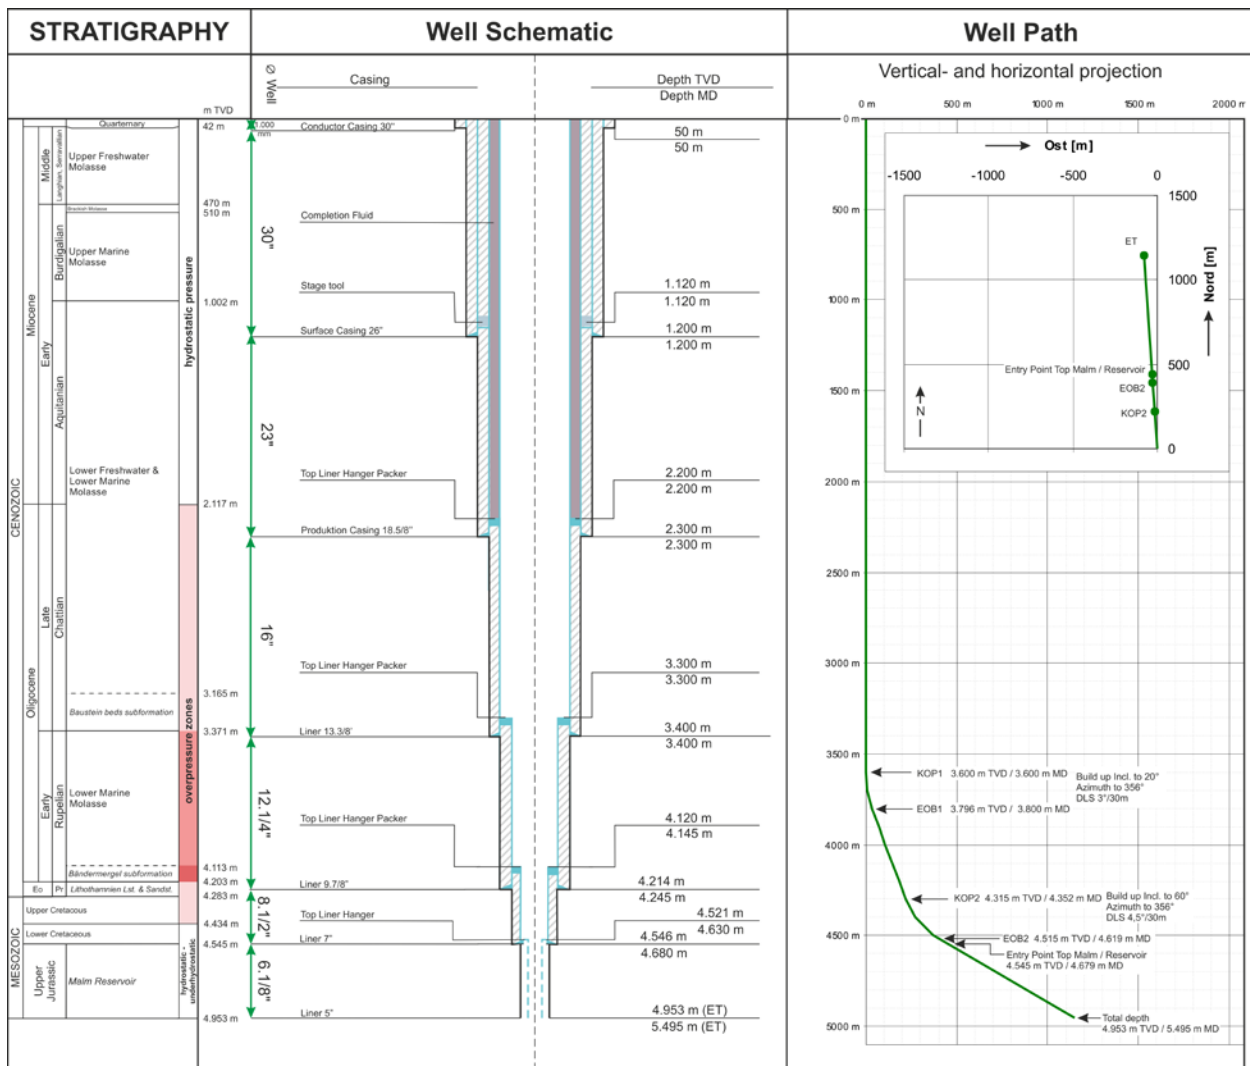 STRATIGRAPHY
Well Schematic
Well Path
m TVD
Ø Well
Casing
Depth TVD
Depth MD
Vertical- and horizontal projection
0 m
500 m
1000 m
1500 m
2000 m
CENOZOIC
MESOZOIC
Miocene
Oligocene
Middle
Early
Late
Early
Eo
Upper Jurassic
Langhian, Serravallian
Burdigalian
Aquitanian
Chattian
Rupelian
Pr
Quarternary
Upper Freshwater
Molasse
Brackish Molasse
Upper Marine
Molasse
Lower Freshwater &
Lower Marine
Molasse
Baustein beds subformation
Lower Marine
Molasse
Bändermergel subformation
Lithothamnien Lst. & Sandst.
Upper Cretacous
Lower Cretaceous
Malm Reservoir
hydrostatic pressure
overpressure zones
hydrostatic -
underhydrostatic
42 m
470 m
510 m
1.002 m
2.117 m
3.165 m
3.371 m
4.113 m
4.203 m
4.283 m
4.434 m
4.545 m
4.953 m
1.000
mm
30"
23"
16"
12.1/4"
8.1/2"
6.1/8"
Conductor Casing 30"
50 m
50 m
Completion Fluid
Stage tool
1.120 m
1.120 m
Surface Casing 26"
1.200 m
1.200 m
Top Liner Hanger Packer
2.200 m
2.200 m
Produktion Casing 18.5/8"
2.300 m
2.300 m
Top Liner Hanger Packer
3.300 m
3.300 m
Liner 13.3/8'
3.400 m
3.400 m
Top Liner Hanger Packer
4.120 m
4.145 m
Liner 9.7/8"
4.214 m
4.245 m
Top Liner Hanger
4.521 m
4.630 m
Liner 7"
4.546 m
4.680 m
Liner 5"
4.953 m (ET)
5.495 m (ET)
0 m
500 m
1000 m
1500 m
2000 m
2500 m
3000 m
3500 m
4000 m
4500 m
5000 m
Ost [m]
-1500
-1000
-500
0
1500
1000
500
0
Nord [m]
N
ET
Entry Point Top Malm / Reservoir
EOB2
KOP2
KOP1 3.600 m TVD / 3.600 m MD
Build up Incl. to 20°
Azimuth to 356°
DLS 3°/30m
EOB1 3.796 m TVD / 3.800 m MD
KOP2 4.315 m TVD / 4.352 m MD
Build up Incl. to 60°
Azimuth to 356°
DLS 4,5°/30m
EOB2 4.515 m TVD / 4.619 m MD
Entry Point Top Malm / Reservoir
4.545 m TVD / 4.679 m MD
Total depth
4.953 m TVD / 5.495 m MD